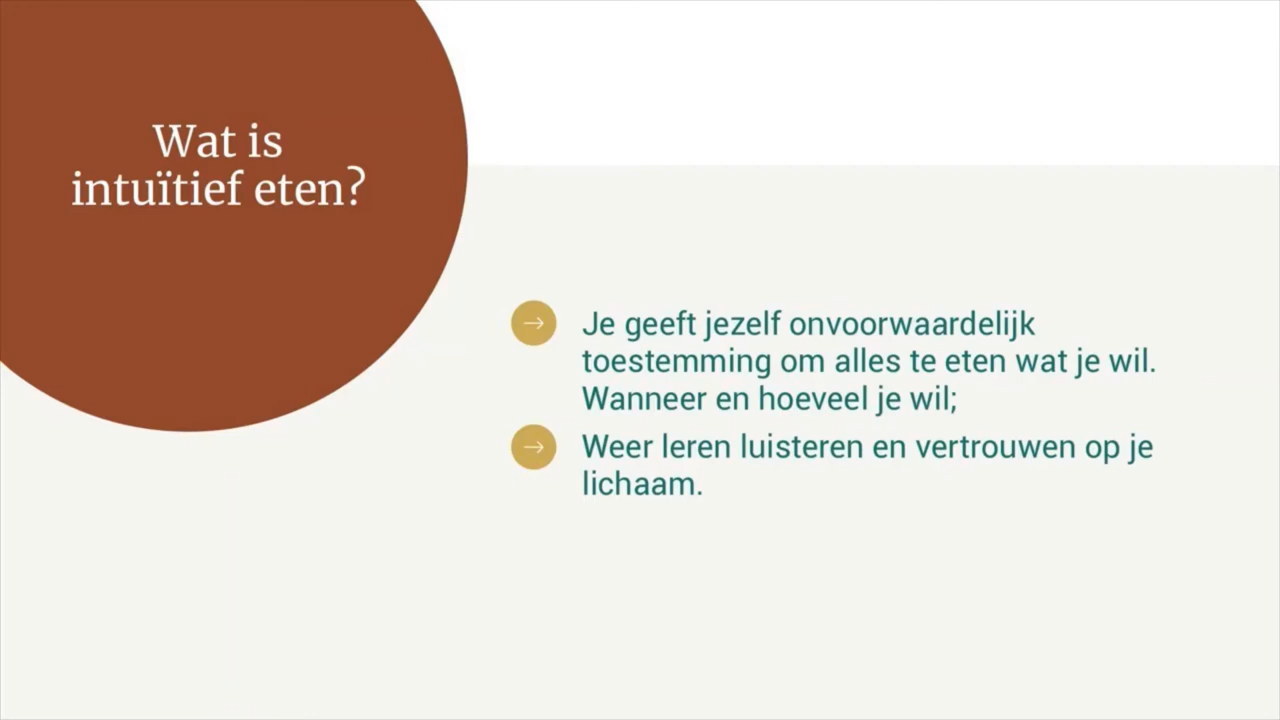 Wat is
intuïtief eten?
Je geeft jezelf onvoorwaardelijk
toestemming om alles te eten wat je wil.
Wanneer en hoeveel je wil;
Weer leren luisteren en vertrouwen op je
lichaam.